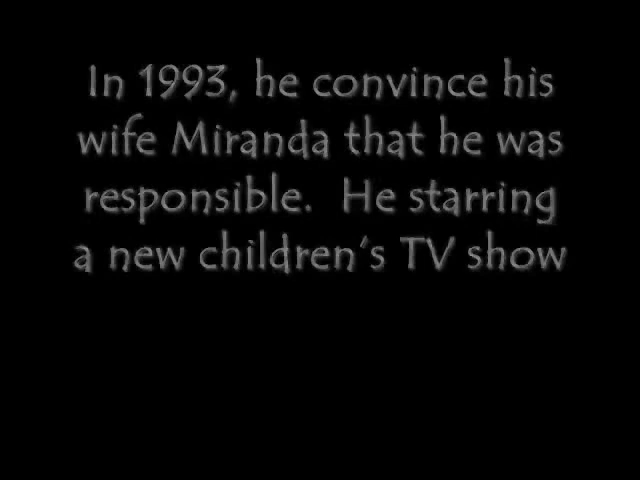 In 1993, he convince his
wife Miranda that he was
responsible.  He starring
a new children's TV show